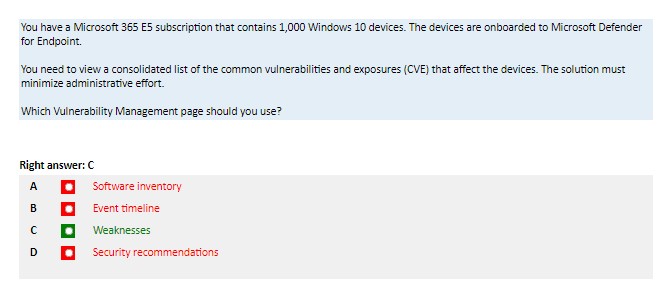 You have a Microsoft 365 E5 subscription that contains 1,000 Windows 10 devices. The devices are onboarded to Microsoft Defender
for Endpoint.
You need to view a consolidated list of the common vulnerabilities and exposures (CVE) that affect the devices. The solution must
minimize administrative effort.
Which Vulnerability Management page should you use?
Right answer: C
A Software inventory
B Event timeline
C Weaknesses
D Security recommendations